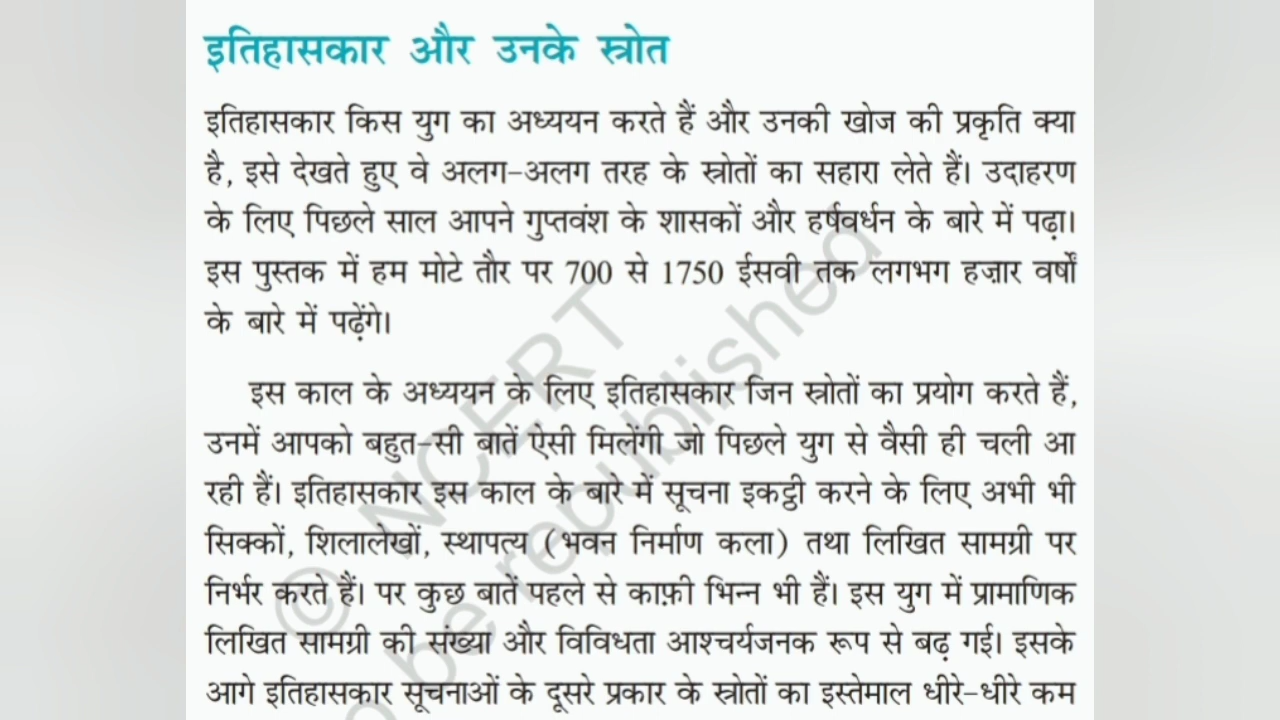 इतिहासकार और उनके स्रोत
इतिहासकार किस युग का अध्ययन करते हैं और उनकी खोज की प्रकृति क्या
है, इसे देखते हुए वे अलग-अलग तरह के स्रोतों का सहारा लेते हैं। उदाहरण
के लिए पिछले साल आपने गुप्तवंश के शासकों और हर्षवर्धन के बारे में पढ़ा।
इस पुस्तक में हम मोटे तौर पर 700 से 1750 ईसवी तक लगभग हज़ार वर्षों
के बारे में पढ़ेंगे।
इस काल के अध्ययन के लिए इतिहासकार जिन स्रोतों का प्रयोग करते हैं,
उनमें आपको बहुत-सी बातें ऐसी मिलेंगी जो पिछले युग से वैसी ही चली आ
रही हैं। इतिहासकार इस काल के बारे में सूचना इकट्ठी करने के लिए अभी भी
सिक्कों, शिलालेखों, स्थापत्य (भवन निर्माण कला) तथा लिखित सामग्री पर
निर्भर करते हैं। पर कुछ बातें पहले से काफ़ी भिन्न भी हैं। इस युग में प्रामाणिक
लिखित सामग्री की संख्या और विविधता आश्चर्यजनक रूप से बढ़ गई। इसके
आगे इतिहासकार सूचनाओं के दूसरे प्रकार के स्रोतों का इस्तेमाल धीरे-धीरे कम
© NCERT
be republished